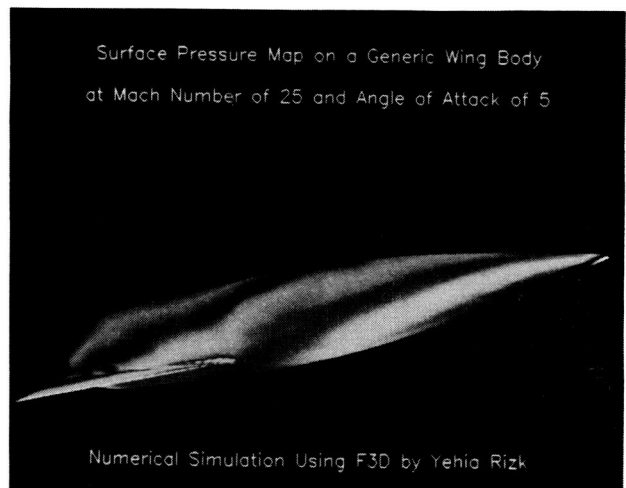 Surface Pressure Map on a Generic Wing Body
at Mach Number of 25 and Angle of Attack of 5
Numerical Simulation Using F3D by Yehia Rizk